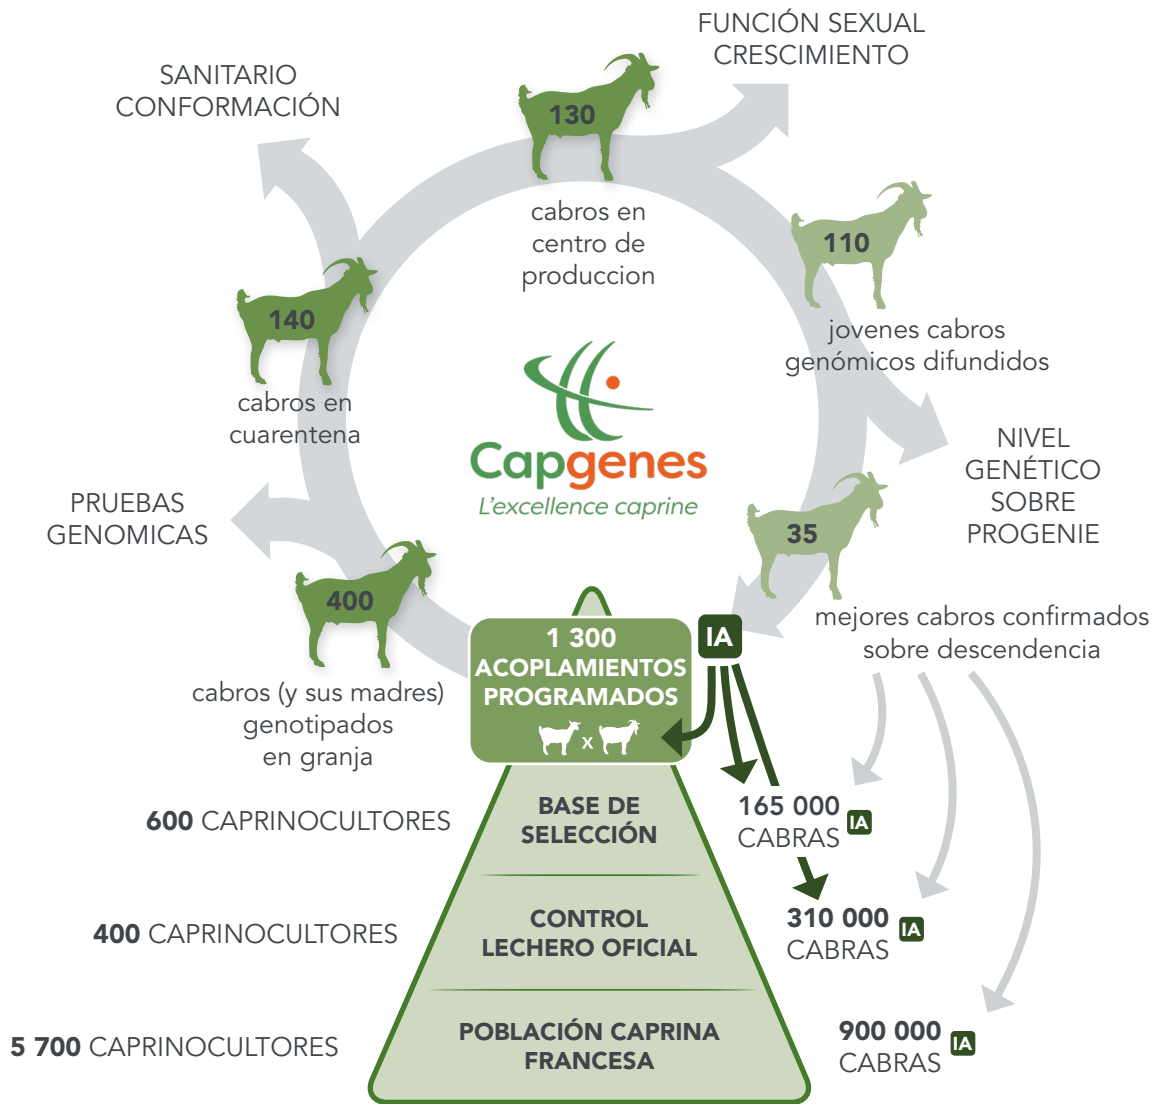 FUNCIÓN SEXUAL
CRESCIMIENTO
SANITARIO
CONFORMACIÓN
130
cabros en
centro de
produccion
110
jovenes cabros
genómicos difundidos
140
cabros en
cuarentena
Capgenes
L'excellence caprine
NIVEL
GENÉTICO
SOBRE
PROGENIE
PRUEBAS
GENOMICAS
35
mejores cabros confirmados
sobre descendencia
400
cabros (y sus madres)
genotipados
en granja
1 300
ACOPLAMIENTOS
PROGRAMADOS
x
IA
600 CAPRINOCULTORES
BASE DE
SELECCIÓN
165 000
CABRAS IA
400 CAPRINOCULTORES
CONTROL
LECHERO OFICIAL
310 000
CABRAS IA
5 700 CAPRINOCULTORES
POBLACIÓN CAPRINA
FRANCESA
900 000
CABRAS IA